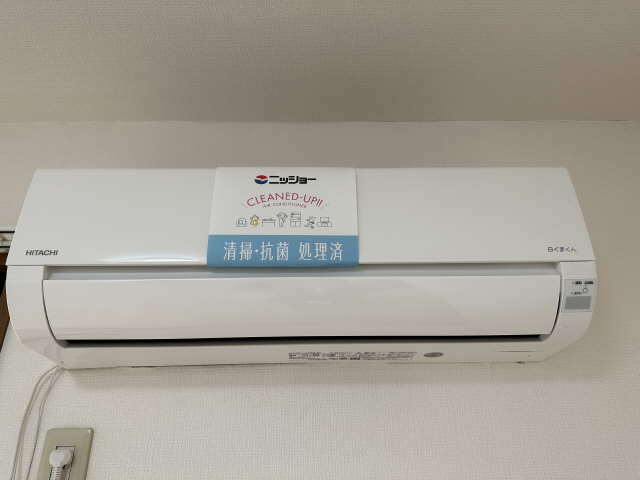 ニッショー
CLEANED-UP!!
AIR CONDITIONER
清掃・抗菌 処理済
HITACHI
白くまくん